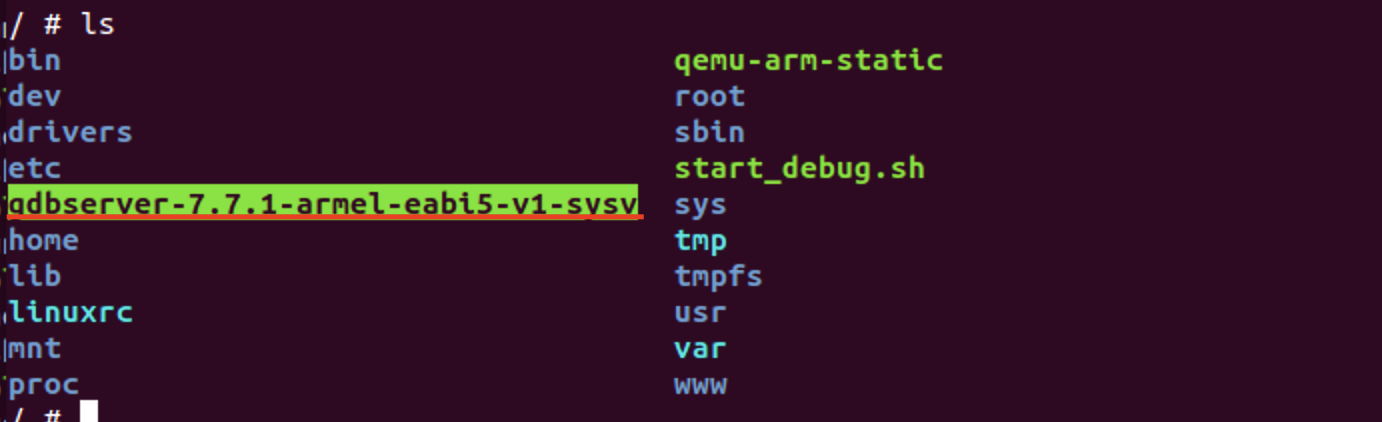 / # ls
bin qemu-arm-static
dev root
drivers sbin
etc start_debug.sh
gdbserver-7.7.1-armel-eabi5-v1-sysv sys
home tmp
lib tmpfs
linuxrc usr
mnt var
proc www
/ #